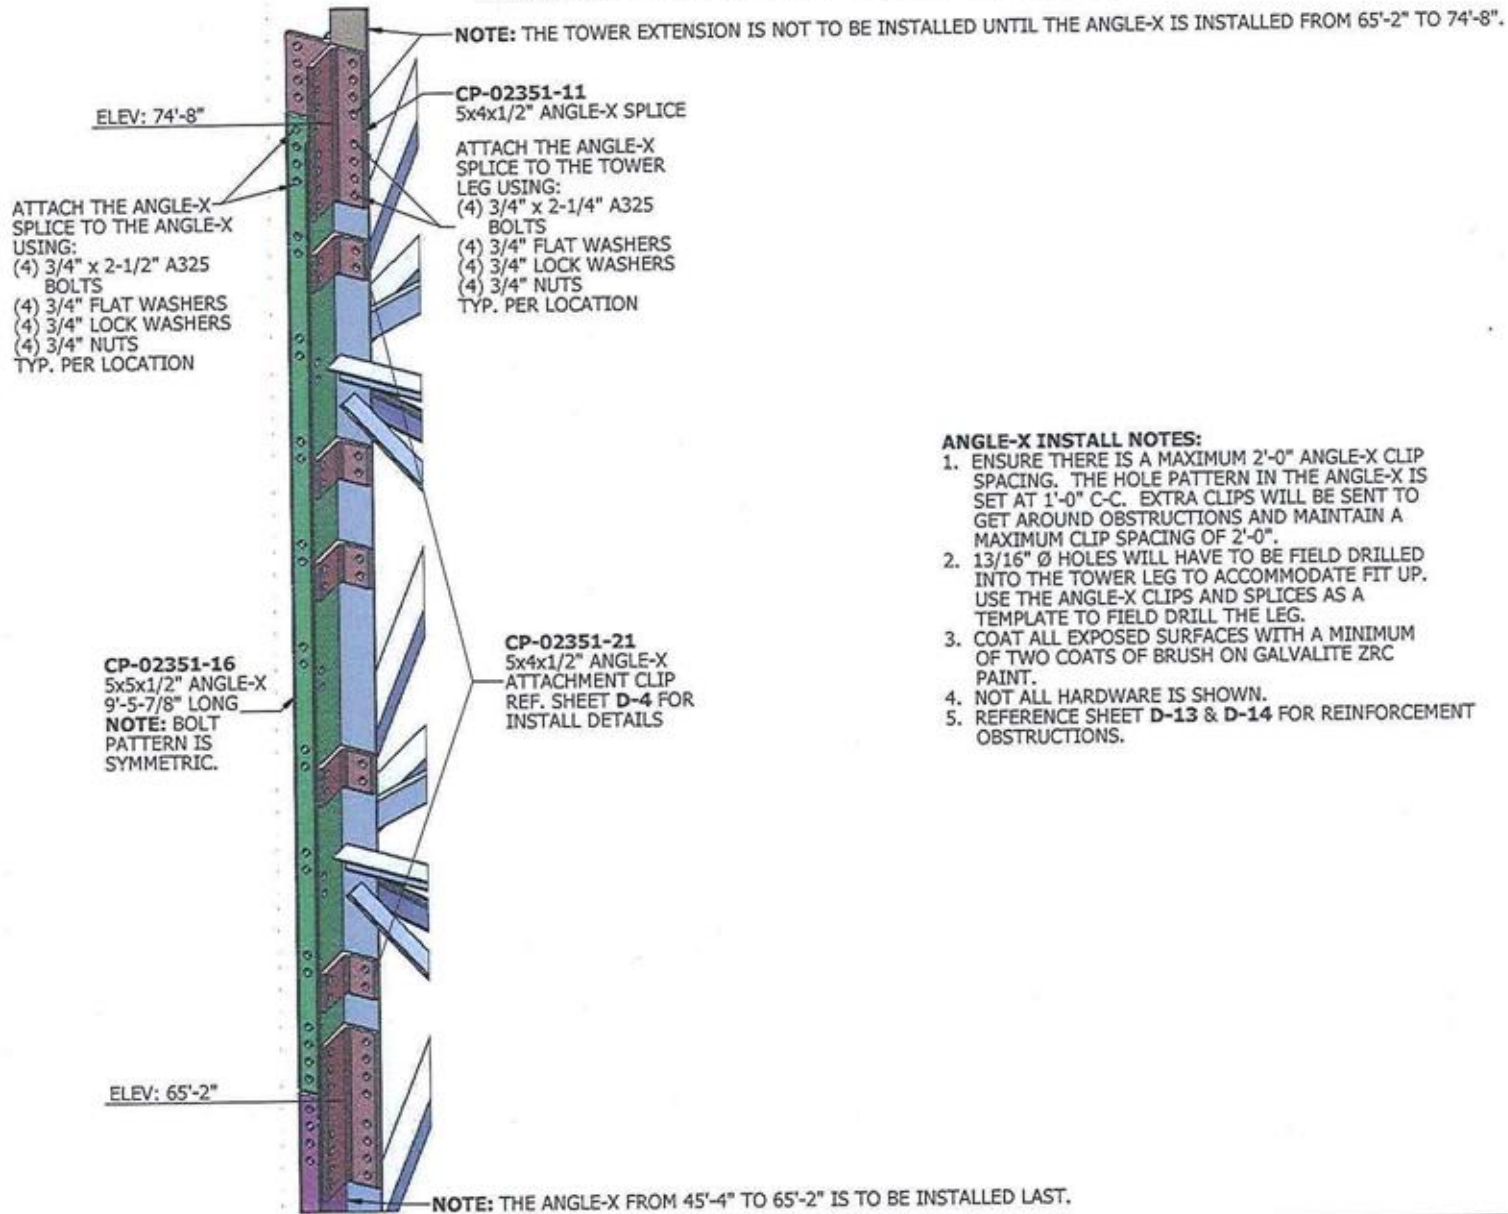 NOTE: THE TOWER EXTENSION IS NOT TO BE INSTALLED UNTIL THE ANGLE-X IS INSTALLED FROM 65'-2" TO 74'-8".
ELEV: 74'-8"
CP-02351-11
5x4x1/2" ANGLE-X SPLICE
ATTACH THE ANGLE-X
SPLICE TO THE TOWER
LEG USING:
(4) 3/4" x 2-1/4" A325
BOLTS
(4) 3/4" FLAT WASHERS
(4) 3/4" LOCK WASHERS
(4) 3/4" NUTS
TYP. PER LOCATION
ATTACH THE ANGLE-X
SPLICE TO THE ANGLE-X
USING:
(4) 3/4" x 2-1/2" A325
BOLTS
(4) 3/4" FLAT WASHERS
(4) 3/4" LOCK WASHERS
(4) 3/4" NUTS
TYP. PER LOCATION
ANGLE-X INSTALL NOTES:
1. ENSURE THERE IS A MAXIMUM 2'-0" ANGLE-X CLIP
SPACING. THE HOLE PATTERN IN THE ANGLE-X IS
SET AT 1'-0" C-C. EXTRA CLIPS WILL BE SENT TO
GET AROUND OBSTRUCTIONS AND MAINTAIN A
MAXIMUM CLIP SPACING OF 2'-0".
2. 13/16" Ø HOLES WILL HAVE TO BE FIELD DRILLED
INTO THE TOWER LEG TO ACCOMMODATE FIT UP.
USE THE ANGLE-X CLIPS AND SPLICES AS A
TEMPLATE TO FIELD DRILL THE LEG.
3. COAT ALL EXPOSED SURFACES WITH A MINIMUM
OF TWO COATS OF BRUSH ON GALVALITE ZRC
PAINT.
4. NOT ALL HARDWARE IS SHOWN.
5. REFERENCE SHEET D-13 & D-14 FOR REINFORCEMENT
OBSTRUCTIONS.
CP-02351-16
5x5x1/2" ANGLE-X
9'-5-7/8" LONG
NOTE: BOLT
PATTERN IS
SYMMETRIC.
CP-02351-21
5x4x1/2" ANGLE-X
ATTACHMENT CLIP
REF. SHEET D-4 FOR
INSTALL DETAILS
ELEV: 65'-2"
NOTE: THE ANGLE-X FROM 45'-4" TO 65'-2" IS TO BE INSTALLED LAST.